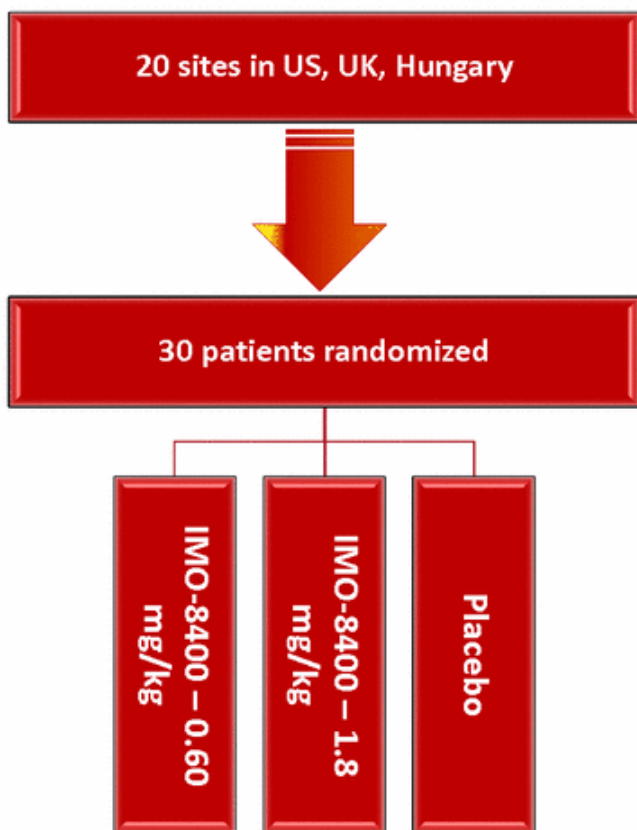 20 sites in US, UK, Hungary
30 patients randomized
IMO-8400 – 0.60
mg/kg
IMO-8400 – 1.8
mg/kg
Placebo